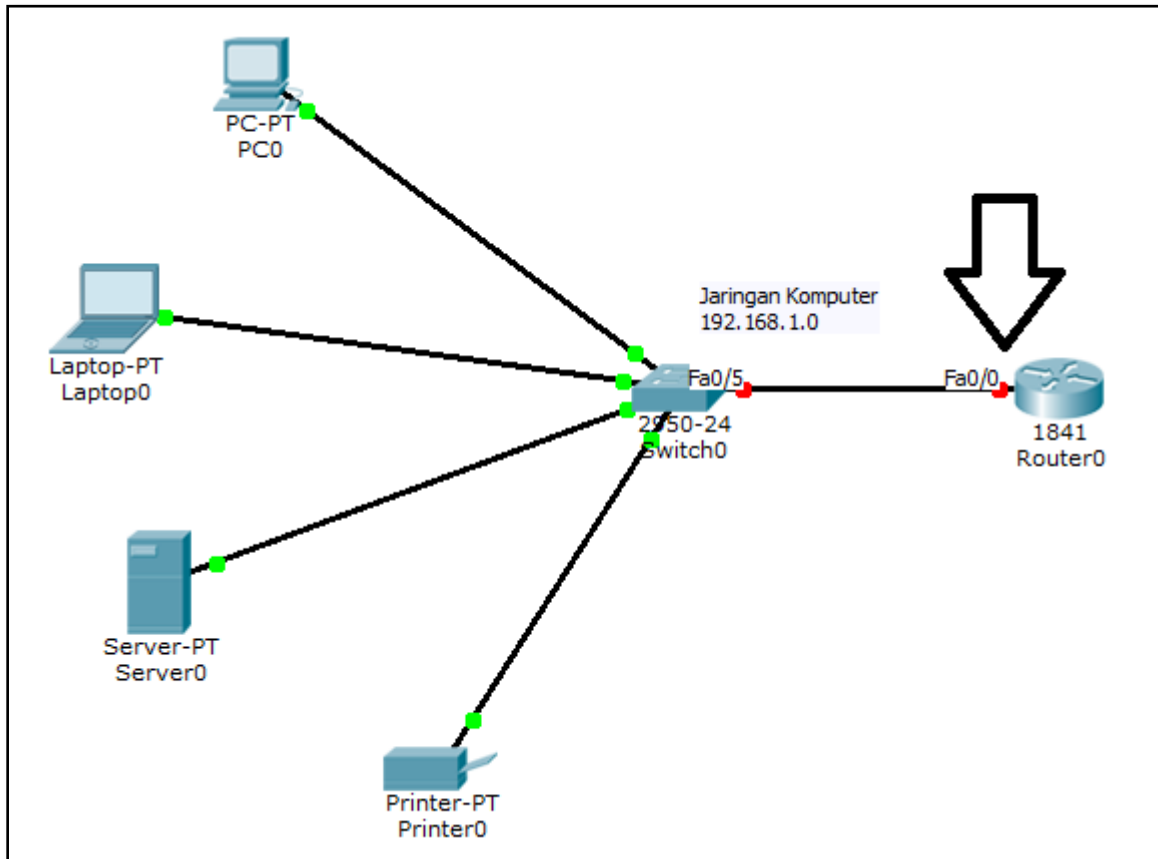 PC-PT
PC0
Jaringan Komputer
192.168.1.0
Laptop-PT
Laptop0
Fa0/5
Fa0/0
2950-24
Switch0
1841
Router0
Server-PT
Server0
Printer-PT
Printer0